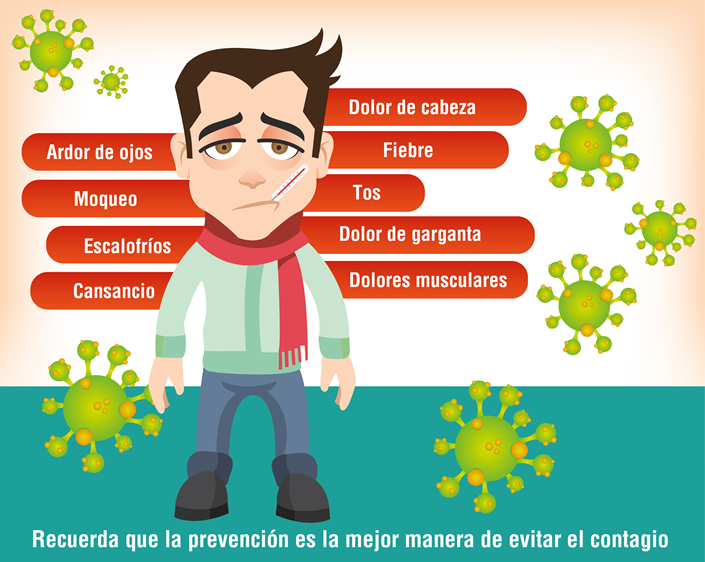 Ardor de ojos
Moqueo
Escalofríos
Cansancio
Dolor de cabeza
Fiebre
Tos
Dolor de garganta
Dolores musculares
Recuerda que la prevención es la mejor manera de evitar el contagio